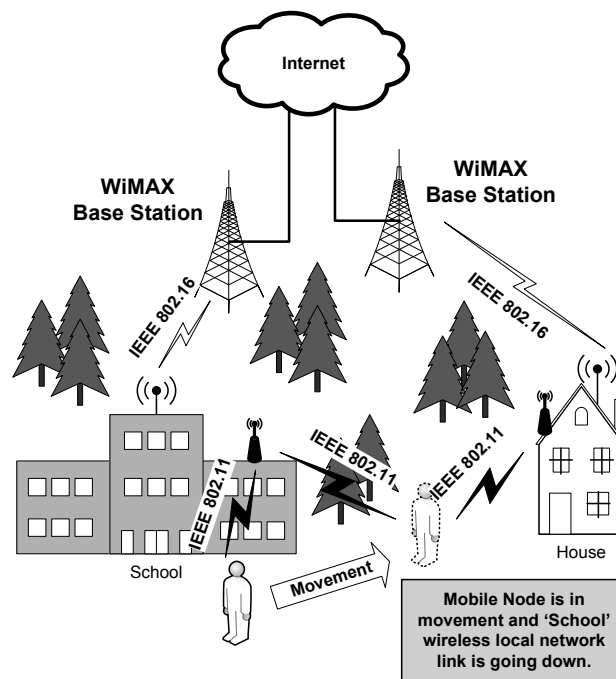 Internet
WiMAX
Base Station
WiMAX
Base Station
IEEE 802.16
IEEE 802.16
IEEE 802.11
IEEE 802.11
IEEE 802.11
School
Movement
House
Mobile Node is in
movement and ‘School’
wireless local network
link is going down.